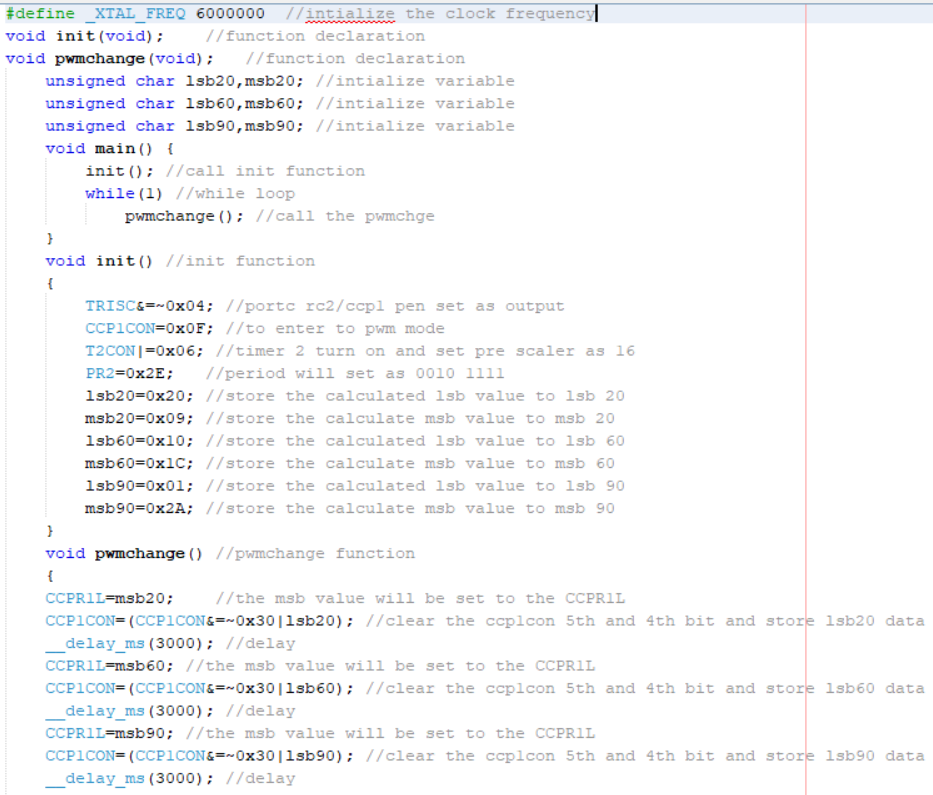 #define _XTAL_FREQ 6000000  //intialize the clock frequency
void init(void);    //function declaration
void pwmchange(void);   //function declaration
    unsigned char lsb20,msb20; //intialize variable
    unsigned char lsb60,msb60; //intialize variable
    unsigned char lsb90,msb90; //intialize variable
    void main() {
        init(); //call init function
        while(1) //while loop
            pwmchange(); //call the pwmchge
    }
    void init() //init function
    {
        TRISC&=~0x04; //portc rc2/ccp1 pen set as output
        CCP1CON=0x0F; //to enter to pwm mode
        T2CON|=0x06; //timer 2 turn on and set pre scaler as 16
        PR2=0x2E;   //period will set as 0010 1111
        lsb20=0x20; //store the calculated lsb value to lsb 20
        msb20=0x09; //store the calculate msb value to msb 20
        lsb60=0x10; //store the calculated lsb value to lsb 60
        msb60=0x1C; //store the calculate msb value to msb 60
        lsb90=0x01; //store the calculated lsb value to lsb 90
        msb90=0x2A; //store the calculate msb value to msb 90
    }
    void pwmchange() //pwmchange function
    {
    CCPR1L=msb20;    //the msb value will be set to the CCPR1L
    CCP1CON=(CCP1CON&=~0x30|lsb20); //clear the ccp1con 5th and 4th bit and store lsb20 data
    __delay_ms(3000); //delay
    CCPR1L=msb60; //the msb value will be set to the CCPR1L
    CCP1CON=(CCP1CON&=~0x30|lsb60); //clear the ccp1con 5th and 4th bit and store lsb60 data
    __delay_ms(3000); //delay
    CCPR1L=msb90; //the msb value will be set to the CCPR1L
    CCP1CON=(CCP1CON&=~0x30|lsb90); //clear the ccp1con 5th and 4th bit and store lsb90 data
    __delay_ms(3000); //delay